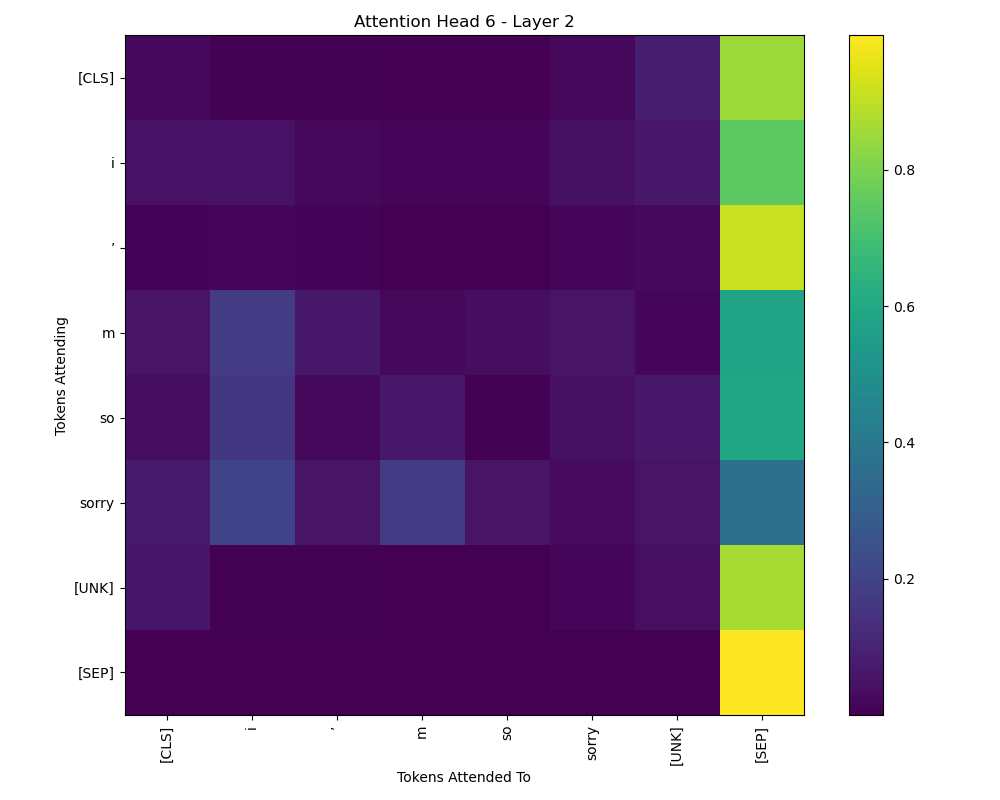 Attention Head 6 - Layer 2
Tokens Attending
[CLS]
i
’
m
so
sorry
[UNK]
[SEP]
[CLS]
i
’
m
so
sorry
[UNK]
[SEP]
Tokens Attended To
0.8
0.6
0.4
0.2